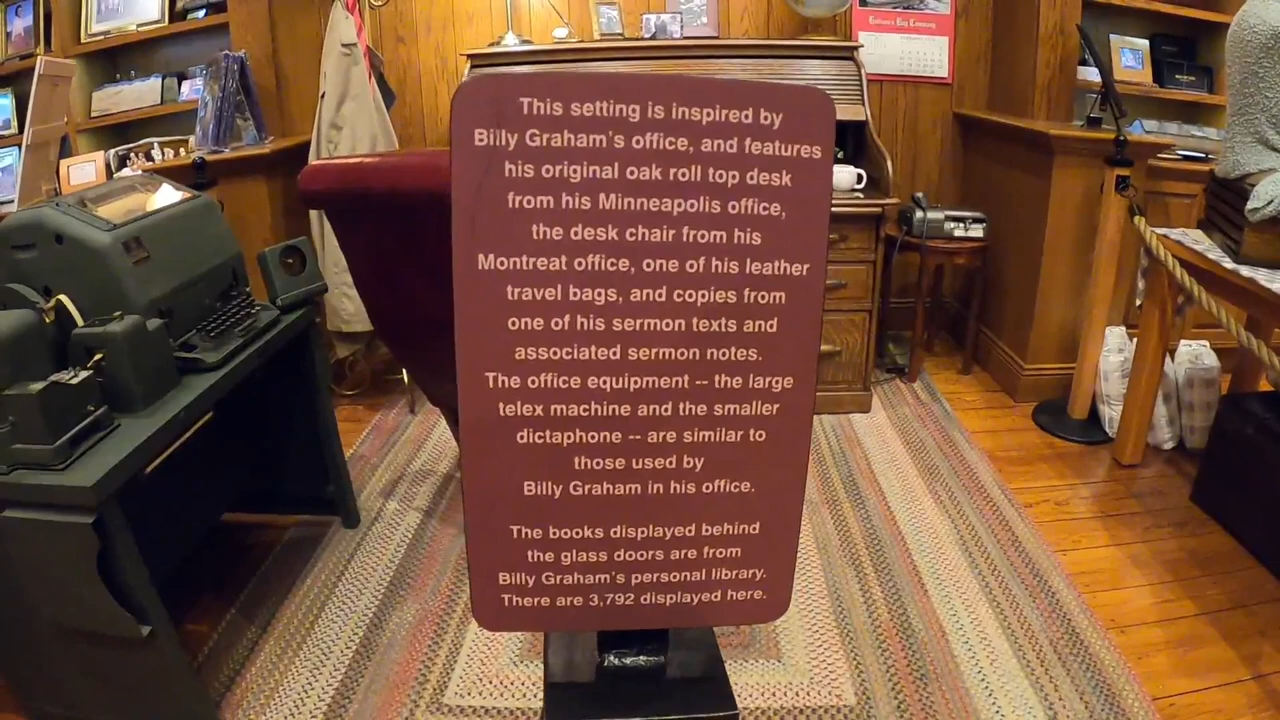 This setting is inspired by
Billy Graham's office, and features
his original oak roll top desk
from his Minneapolis office,
the desk chair from his
Montreat office, one of his leather
travel bags, and copies from
one of his sermon texts and
associated sermon notes.
The office equipment -- the large
telex machine and the smaller
dictaphone -- are similar to
those used by
Billy Graham in his office.
The books displayed behind
the glass doors are from
Billy Graham's personal library.
There are 3,792 displayed here.